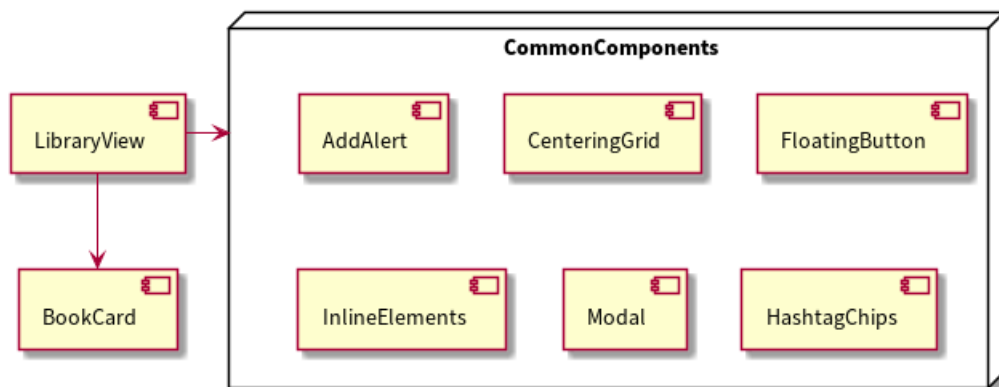 CommonComponents
LibraryView
AddAlert
CenteringGrid
FloatingButton
BookCard
InlineElements
Modal
HashtagChips